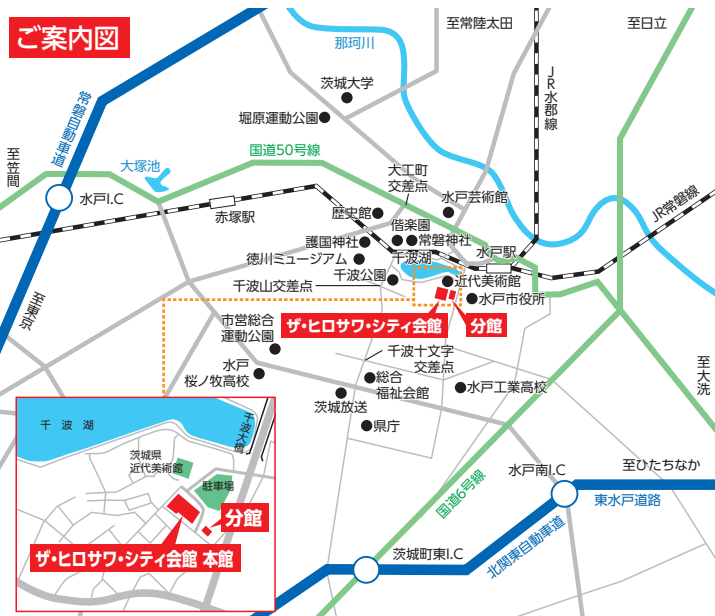 ご案内図
至常陸太田
至日立
那珂川
JR水郡線
茨城大学
常磐自動車道
堀原運動公園
国道50号線
至笠間
大塚池
大工町
交差点
水戸I.C
水戸芸術館
赤塚駅
歴史館
偕楽園
常磐神社
JR常磐線
護国神社
水戸駅
徳川ミュージアム
千波湖
千波公園
千波山交差点
近代美術館
水戸市役所
至東京
ザ・ヒロサワ・シティ会館
分館
市営総合
運動公園
千波十文字
交差点
水戸
桜ノ牧高校
総合
福祉会館
水戸工業高校
至大洗
茨城放送
県庁
千波湖
千波大橋
茨城県
近代美術館
駐車場
分館
ザ・ヒロサワ・シティ会館 本館
水戸南I.C
至ひたちなか
国道6号線
東水戸道路
茨城町東I.C
北関東自動車道